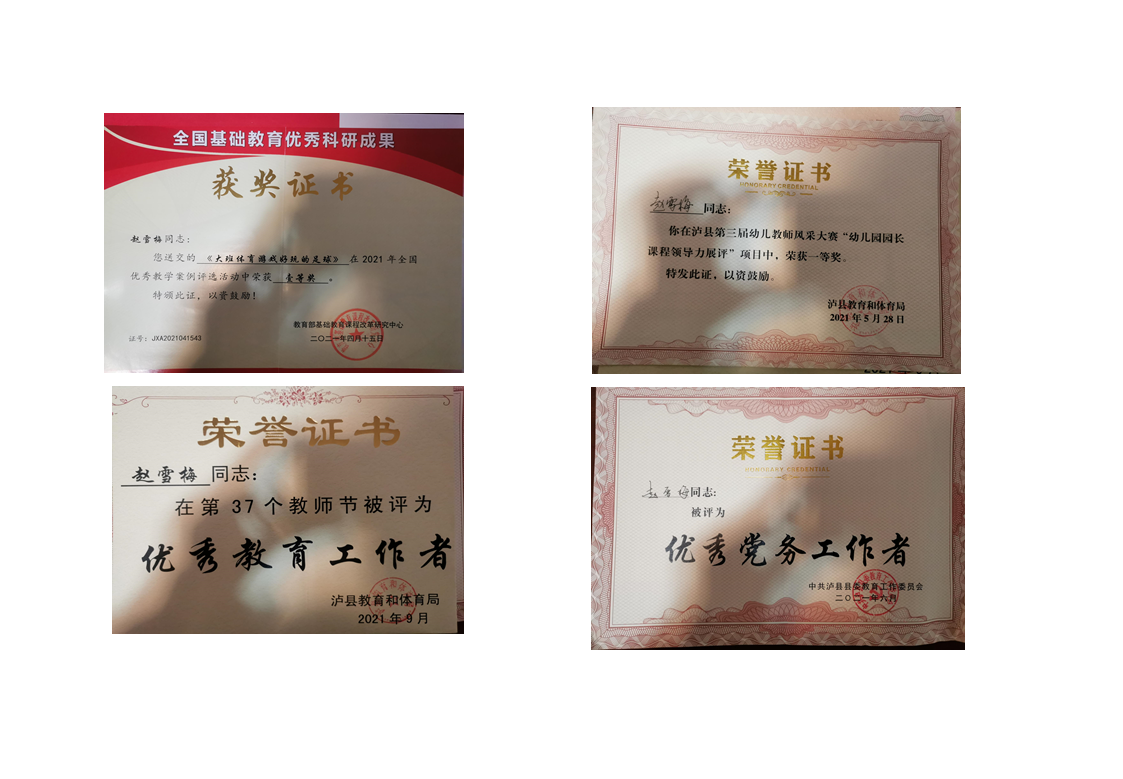 全国基础教育优秀科研成果
获奖证书
赵雪梅同志：
您送交的《大班体育游戏好玩的足球》在2021年全国
优秀教学案例评选活动中荣获 壹等奖 。
特颁此证，以资鼓励！
教育部基础教育课程改革研究中心
证号：JXA2021041543
二〇二一年四月十五日
荣誉证书
HONORARY CREDENTIAL
赵雪梅 同志：
你在泸县第三届幼儿教师风采大赛“幼儿园园长
课程领导力展评”项目中，荣获一等奖。
特发此证，以资鼓励。
泸县教育和体育局
2021年5月28日
荣誉证书
赵雪梅 同志：
在第37个教师节被评为
优秀教育工作者
泸县教育和体育局
2021年9月
荣誉证书
HONORARY CREDENTIAL
赵雪梅同志：
被评为
优秀党务工作者
中共泸县县委教育工作委员会
二〇二一年六月